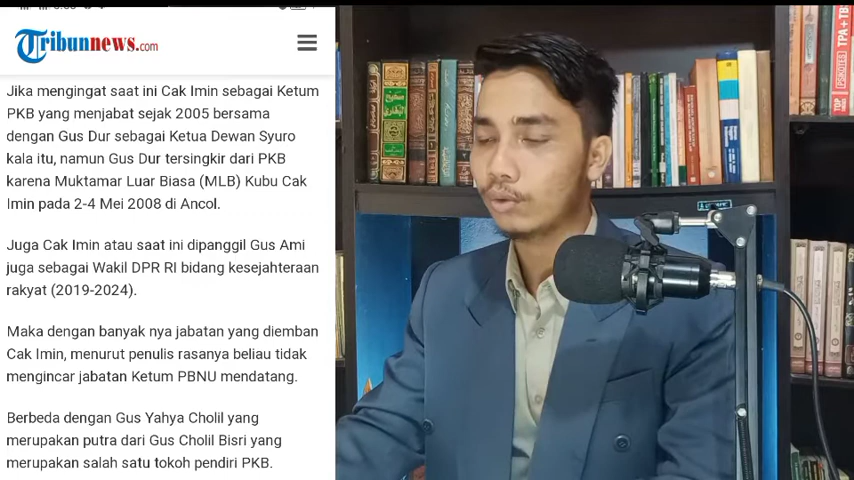 Tribunnews.com
Jika mengingat saat ini Cak Imin sebagai Ketum
PKB yang menjabat sejak 2005 bersama
dengan Gus Dur sebagai Ketua Dewan Syuro
kala itu, namun Gus Dur tersingkir dari PKB
karena Muktamar Luar Biasa (MLB) Kubu Cak
Imin pada 2-4 Mei 2008 di Ancol.
Juga Cak Imin atau saat ini dipanggil Gus Ami
juga sebagai Wakil DPR RI bidang kesejahteraan
rakyat (2019-2024).
Maka dengan banyak nya jabatan yang diemban
Cak Imin, menurut penulis rasanya beliau tidak
mengincar jabatan Ketum PBNU mendatang.
Berbeda dengan Gus Yahya Cholil yang
merupakan putra dari Gus Cholil Bisri yang
merupakan salah satu tokoh pendiri PKB.
TPA + TB
PSIKOTES